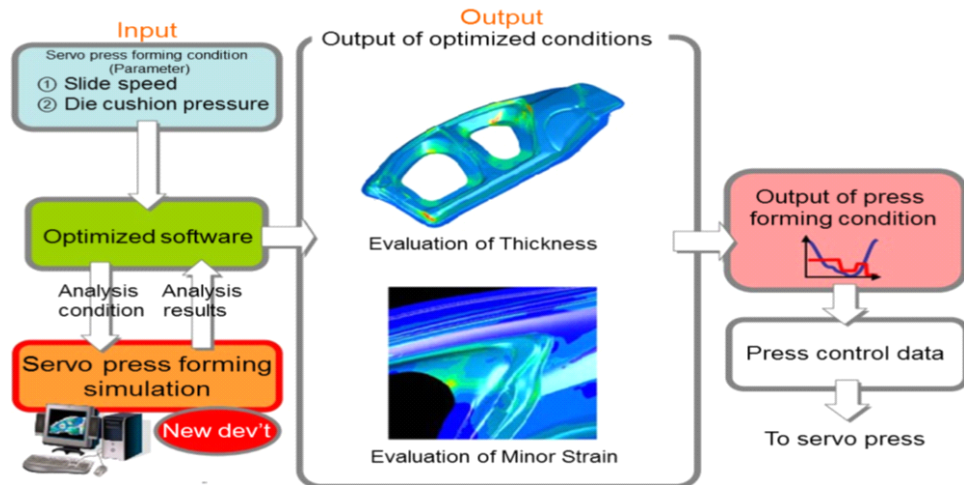 Input
Servo press forming condition
(Parameter)
① Slide speed
② Die cushion pressure
Optimized software
Analysis
condition
Analysis
results
Servo press forming
simulation
New dev't
Output
Output of optimized conditions
Evaluation of Thickness
Evaluation of Minor Strain
Output of press
forming condition
Press control data
To servo press